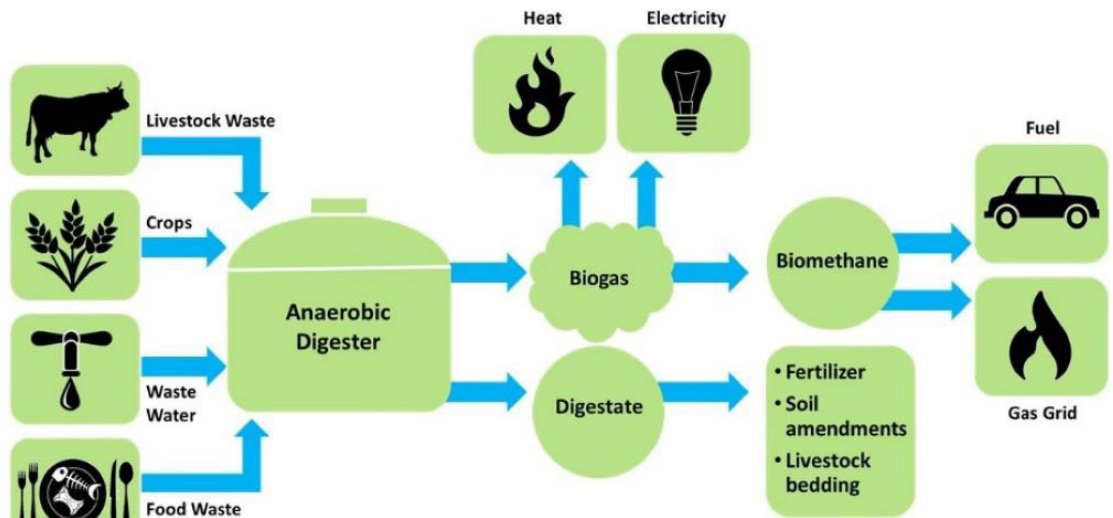 Heat
Electricity
Livestock Waste
Fuel
Crops
Anaerobic
Digester
Biogas
Biomethane
Waste
Water
Digestate
• Fertilizer
• Soil
amendments
• Livestock
bedding
Gas Grid
Food Waste